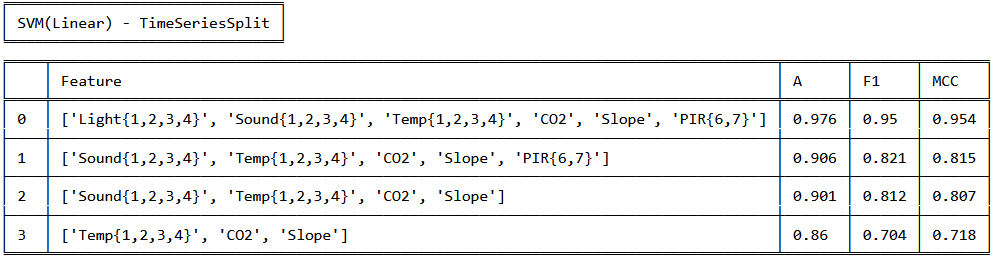 SVM(Linear) - TimeSeriesSplit
Feature A F1 MCC
0 ['Light{1,2,3,4}', 'Sound{1,2,3,4}', 'Temp{1,2,3,4}', 'CO2', 'Slope', 'PIR{6,7}'] 0.976 0.95 0.954
1 ['Sound{1,2,3,4}', 'Temp{1,2,3,4}', 'CO2', 'Slope', 'PIR{6,7}'] 0.906 0.821 0.815
2 ['Sound{1,2,3,4}', 'Temp{1,2,3,4}', 'CO2', 'Slope'] 0.901 0.812 0.807
3 ['Temp{1,2,3,4}', 'CO2', 'Slope'] 0.86 0.704 0.718